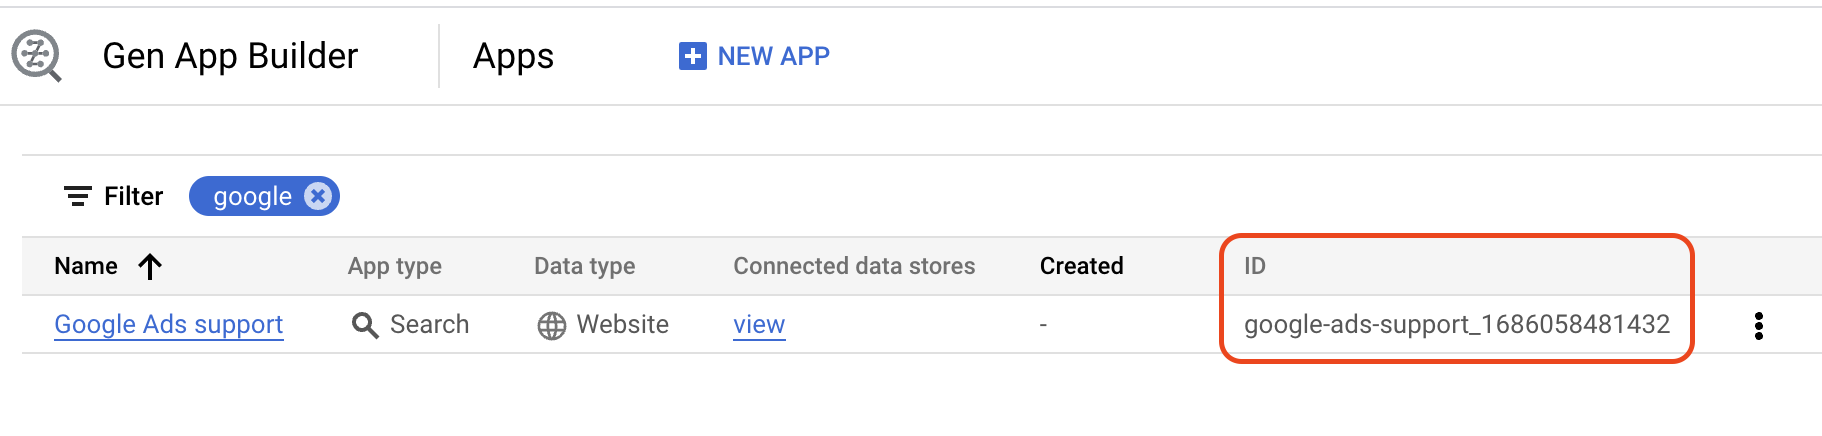 Gen App Builder Apps NEW APP
Filter google
Name App type Data type Connected data stores Created ID
Google Ads support Search Website view - google-ads-support_1686058481432